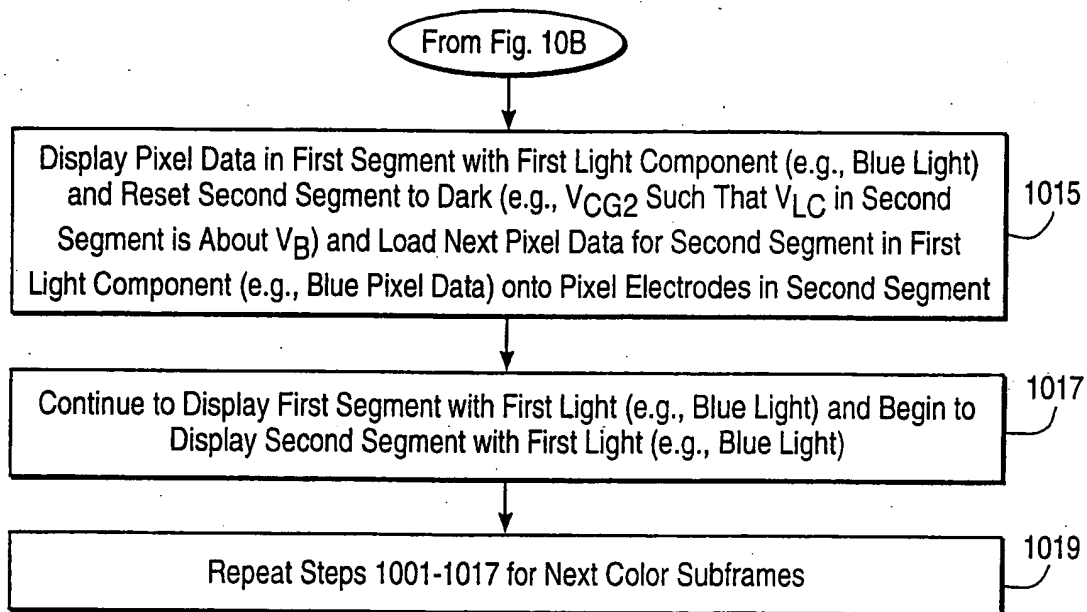 From Fig. 10B
Display Pixel Data in First Segment with First Light Component (e.g., Blue Light)
and Reset Second Segment to Dark (e.g., VCG2 Such That VLC in Second
Segment is About VB) and Load Next Pixel Data for Second Segment in First
Light Component (e.g., Blue Pixel Data) onto Pixel Electrodes in Second Segment
1015
Continue to Display First Segment with First Light (e.g., Blue Light) and Begin to
Display Second Segment with First Light (e.g., Blue Light)
1017
Repeat Steps 1001-1017 for Next Color Subframes
1019